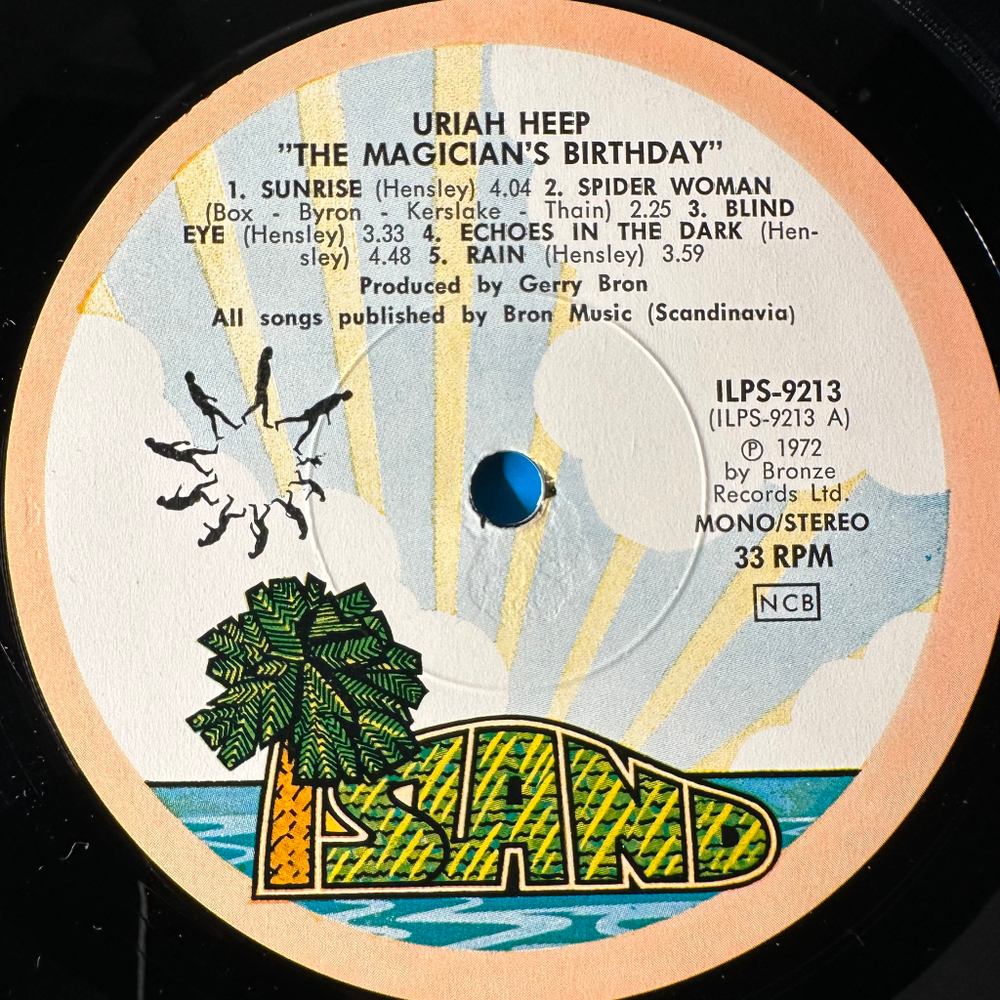 URIAH HEEP
”THE MAGICIAN'S BIRTHDAY”
1. SUNRISE (Hensley) 4.04 2. SPIDER WOMAN
(Box - Byron - Kerslake - Thain) 2.25 3. BLIND
EYE (Hensley) 3.33 4. ECHOES IN THE DARK (Hen-
sley) 4.48 5. RAIN (Hensley) 3.59
Produced by Gerry Bron
All songs published by Bron Music (Scandinavia)
ILPS-9213
(ILPS-9213 A)
Ⓟ 1972
by Bronze
Records Ltd.
MONO/STEREO
33 RPM
NCB
ISLAND